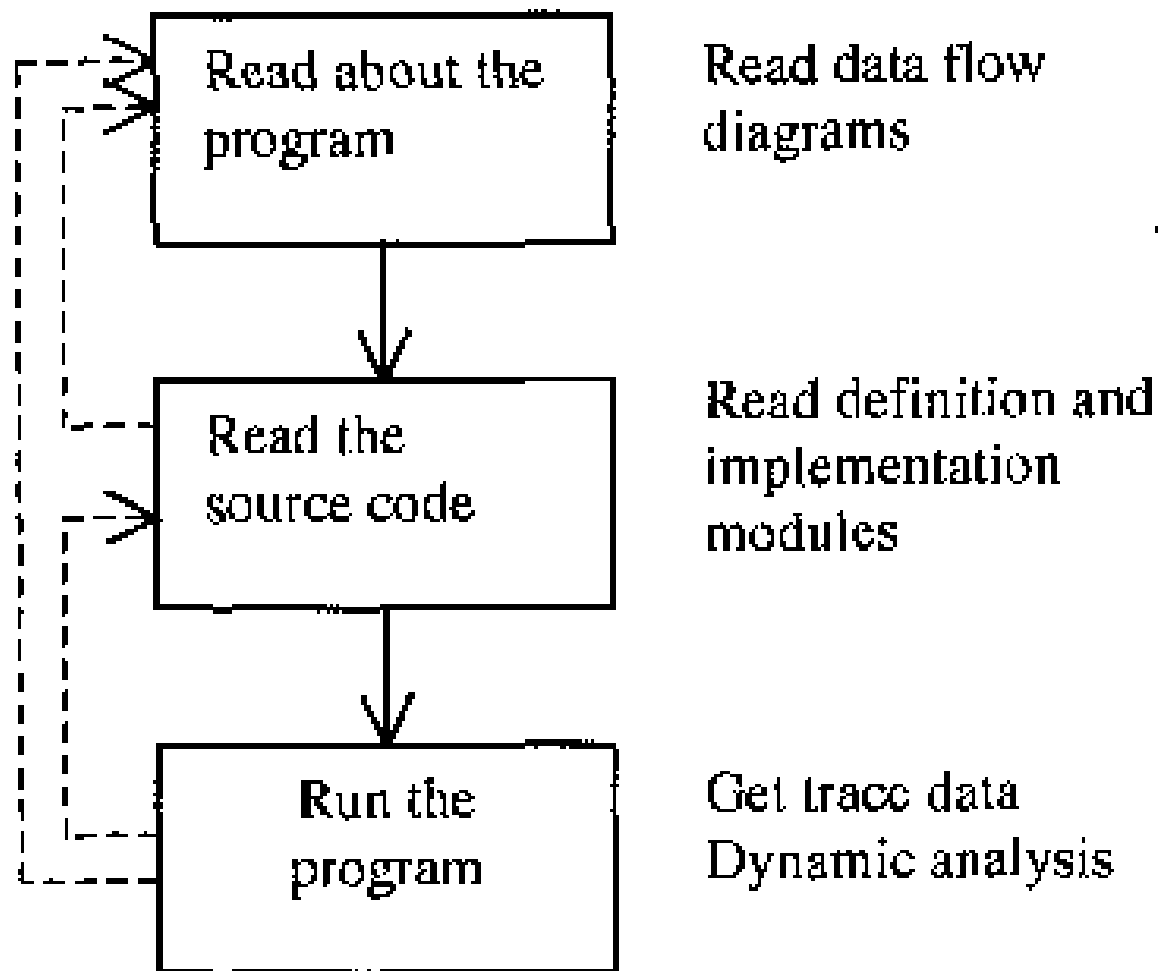 Read about the
program
Read data flow
diagrams
Read the
source code
Read definition and
implementation
modules
Run the
program
Get trace data
Dynamic analysis